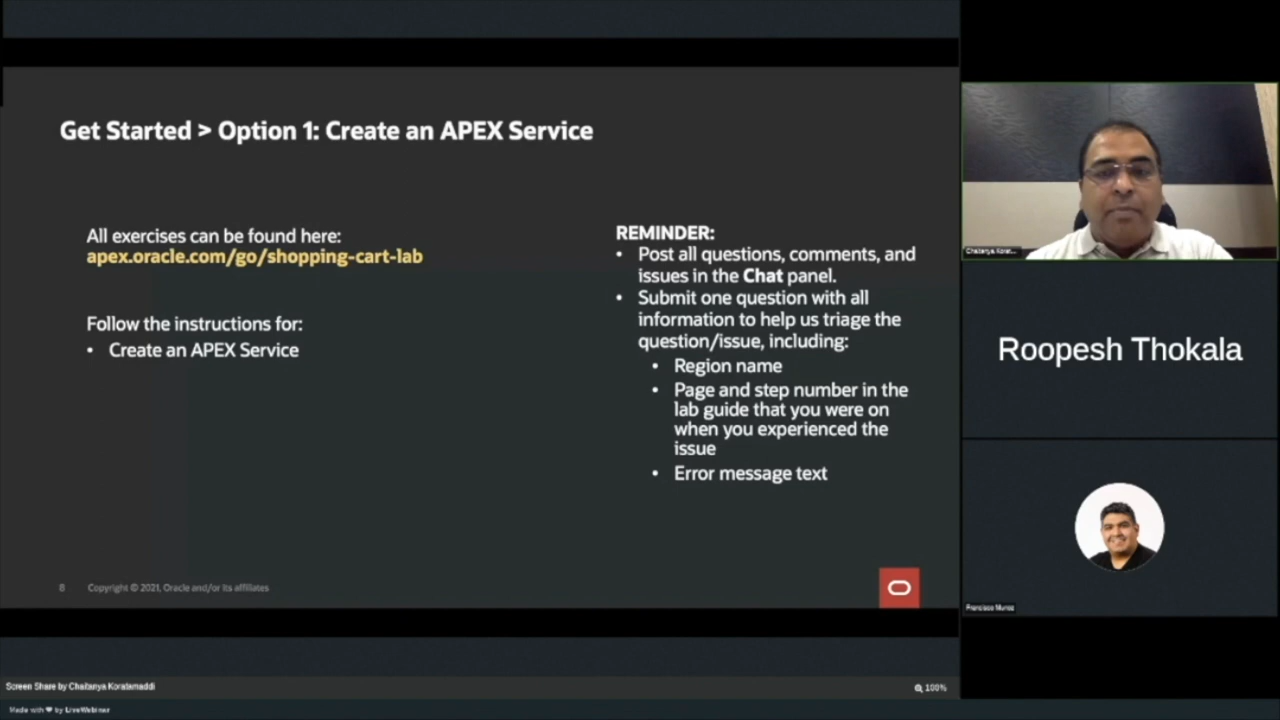 Get Started > Option 1: Create an APEX Service
All exercises can be found here:
apex.oracle.com/go/shopping-cart-lab
Follow the instructions for:
• Create an APEX Service
REMINDER:
• Post all questions, comments, and
issues in the Chat panel.
• Submit one question with all
information to help us triage the
question/issue, including:
• Region name
• Page and step number in the
lab guide that you were on
when you experienced the
issue
• Error message text
8 Copyright © 2021, Oracle and/or its affiliates
Chaitanya Korat...
Roopesh Thokala
Francisco Munoz
Screen Share by Chaitanya Koratamaddi
100%
Made with ♥ by LiveWebinar